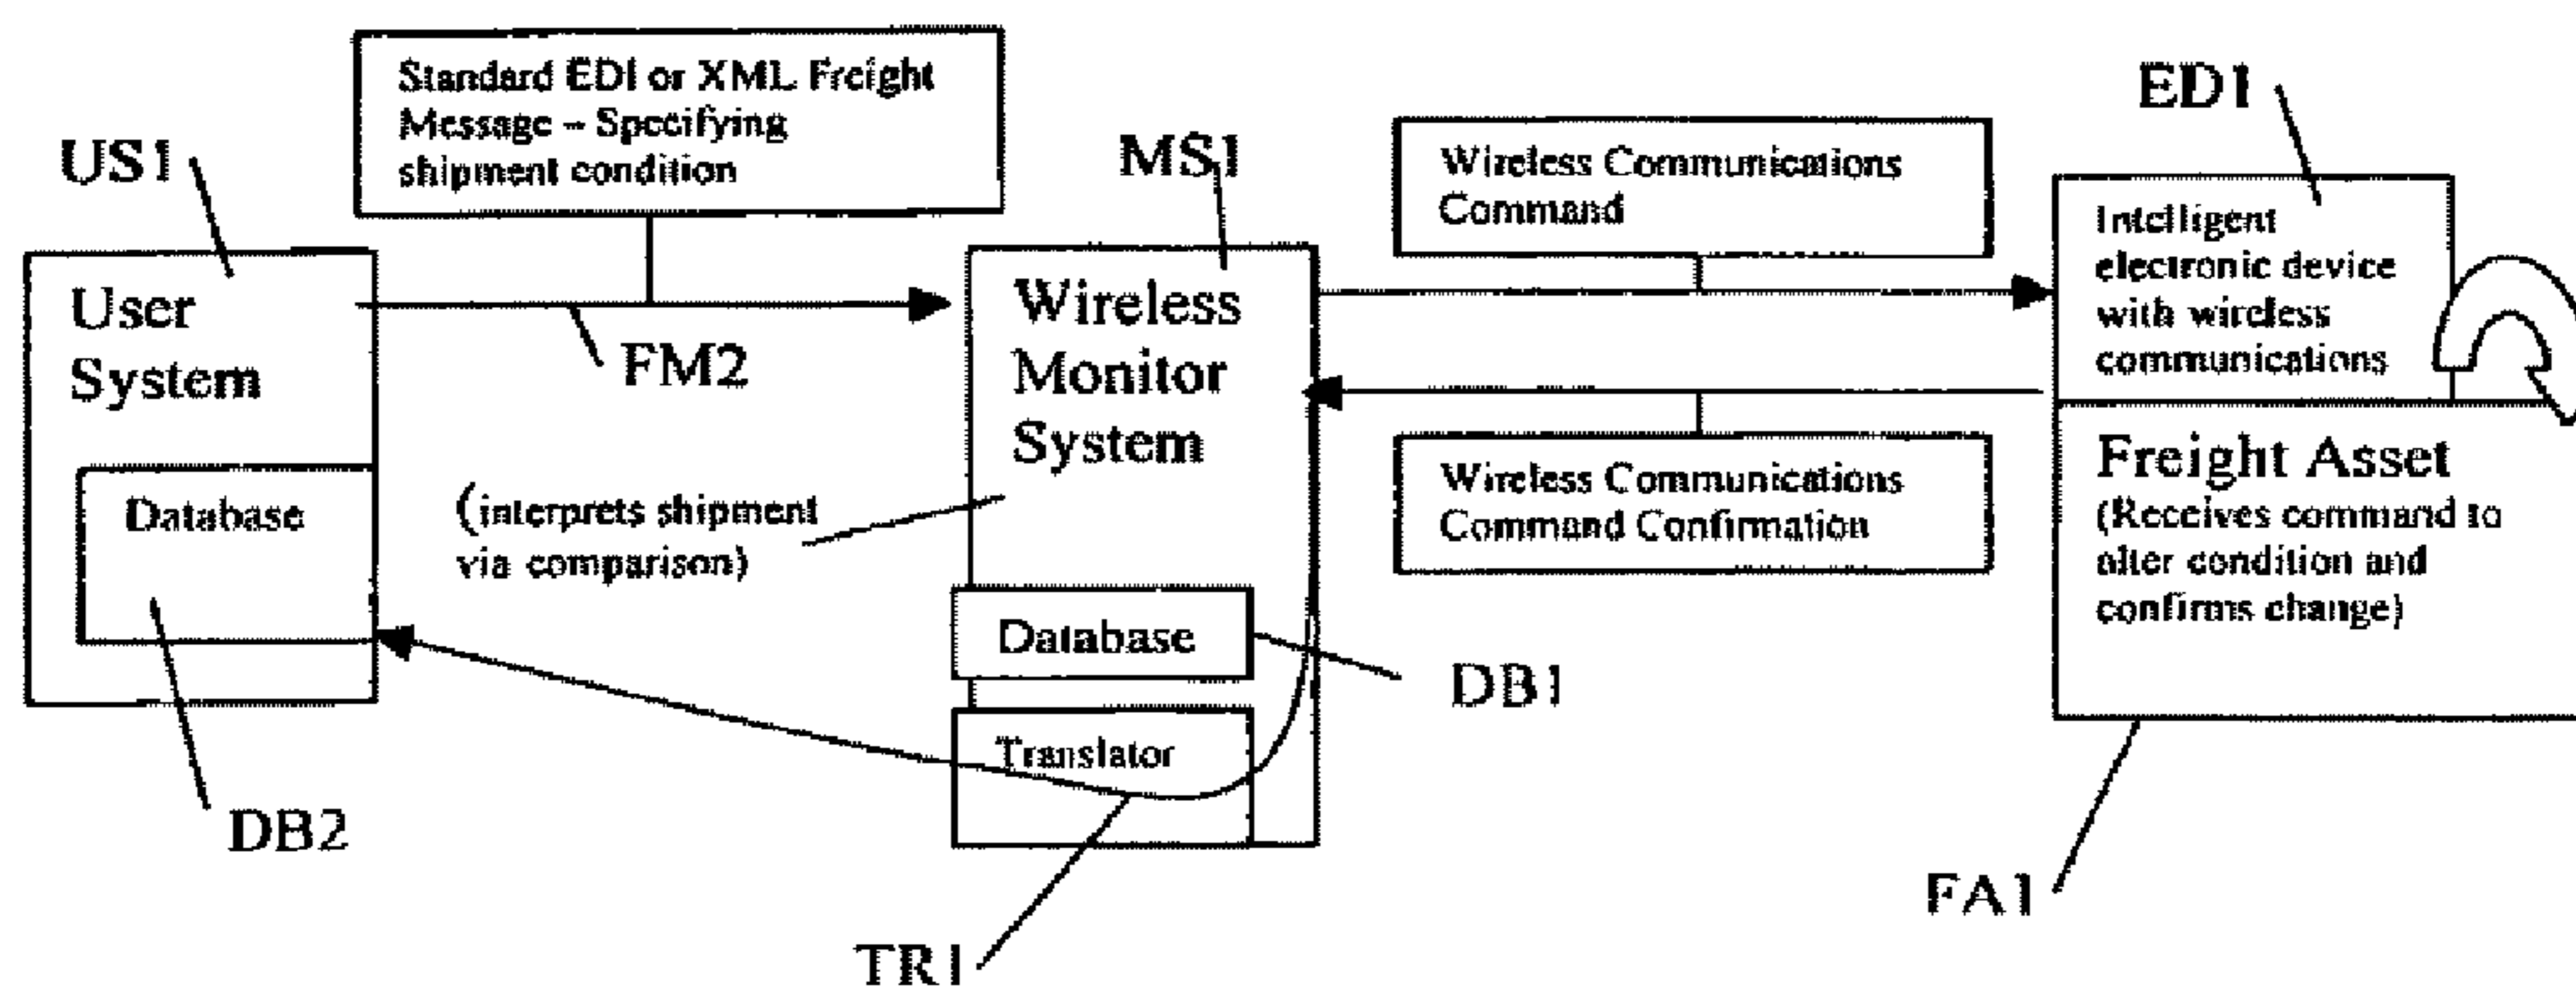 Standard EDI or XML Freight
Message – Specifying
shipment condition
US1
User
System
Database
DB2
FM2
(interprets shipment
via comparison)
MS1
Wireless
Monitor
System
Database
Translator
DB1
TR1
Wireless Communications
Command
Wireless Communications
Command Confirmation
ED1
Intelligent
electronic device
with wireless
communications
Freight Asset
(Receives command to
alter condition and
confirms change)
FA1